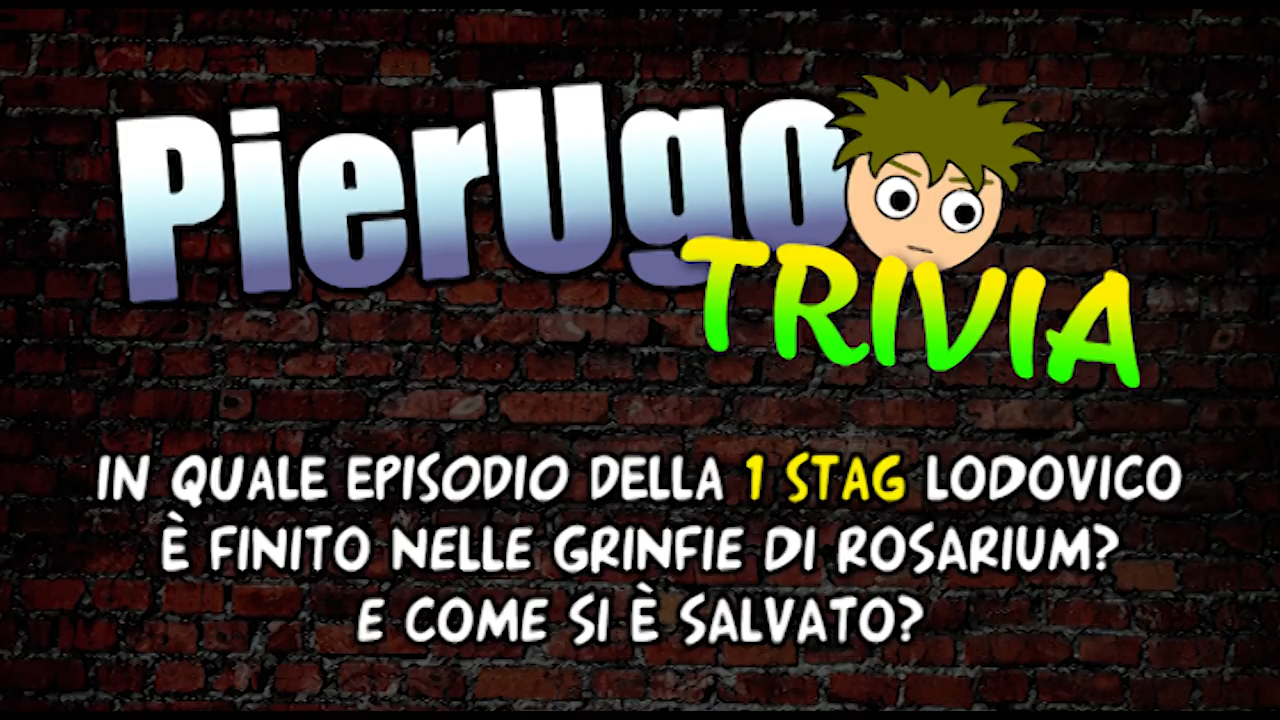 PierUgo
TRIVIA
IN QUALE EPISODIO DELLA 1 STAG LODOVICO
È FINITO NELLE GRINFIE DI ROSARIUM?
E COME SI È SALVATO?